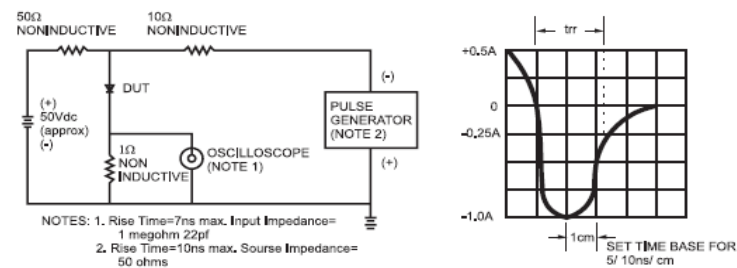 50Ω
NONINDUCTIVE
10Ω
NONINDUCTIVE
DUT
(+)
50Vdc
(approx)
(-)
1Ω
NON
INDUCTIVE
OSCILLOSCOPE
(NOTE 1)
(-)
PULSE
GENERATOR
(NOTE 2)
(+)
NOTES: 1. Rise Time=7ns max. Input Impedance=
1 megohm 22pf
2. Rise Time=10ns max. Sourse Impedance=
50 ohms
trr
+0.5A
0
-0.25A
-1.0A
1cm
SET TIME BASE FOR
5/ 10ns/ cm